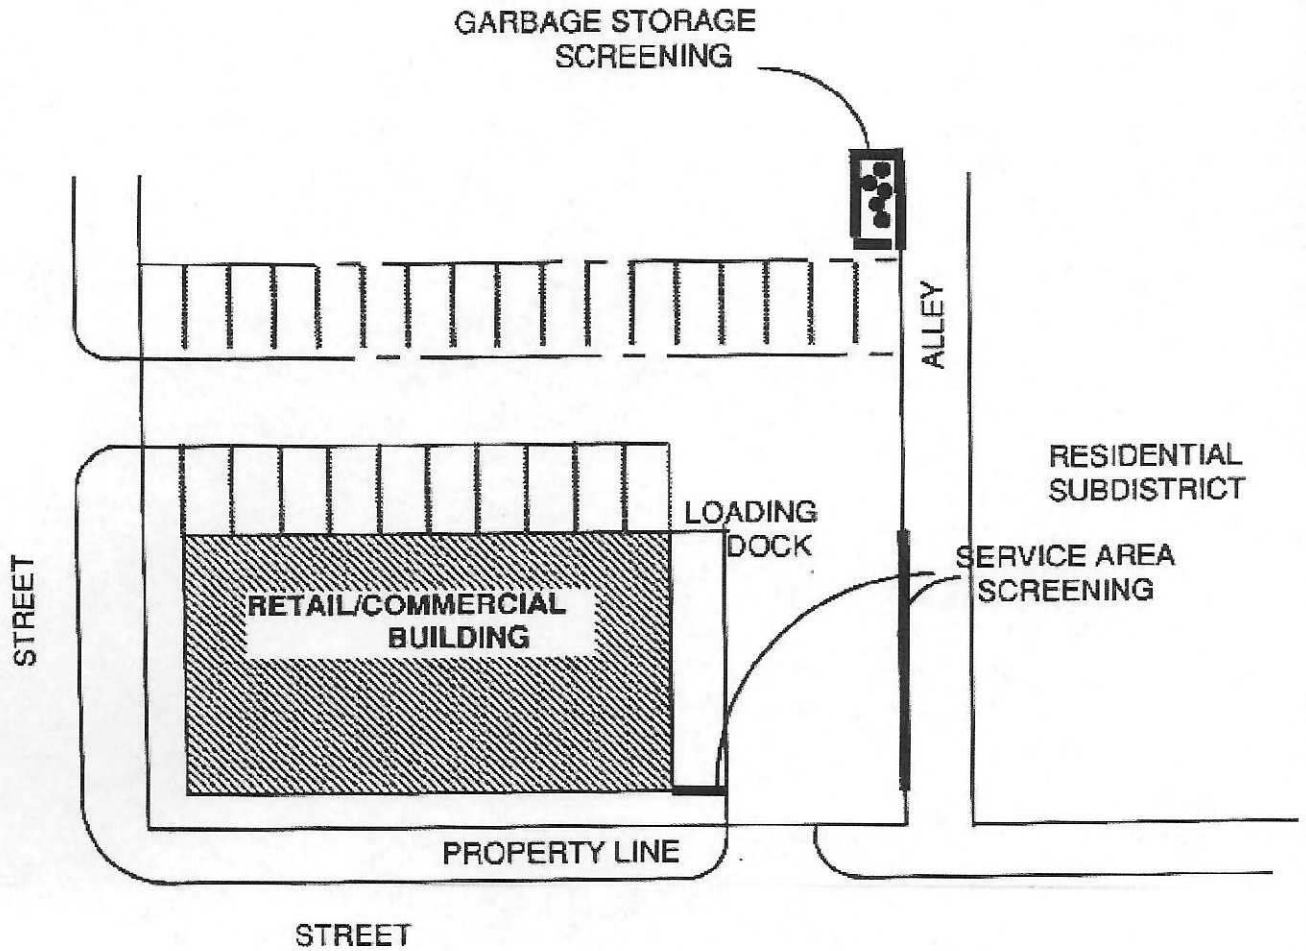 GARBAGE STORAGE
SCREENING
ALLEY
RESIDENTIAL
SUBDISTRICT
LOADING
DOCK
SERVICE AREA
SCREENING
STREET
RETAIL/COMMERCIAL
BUILDING
PROPERTY LINE
STREET